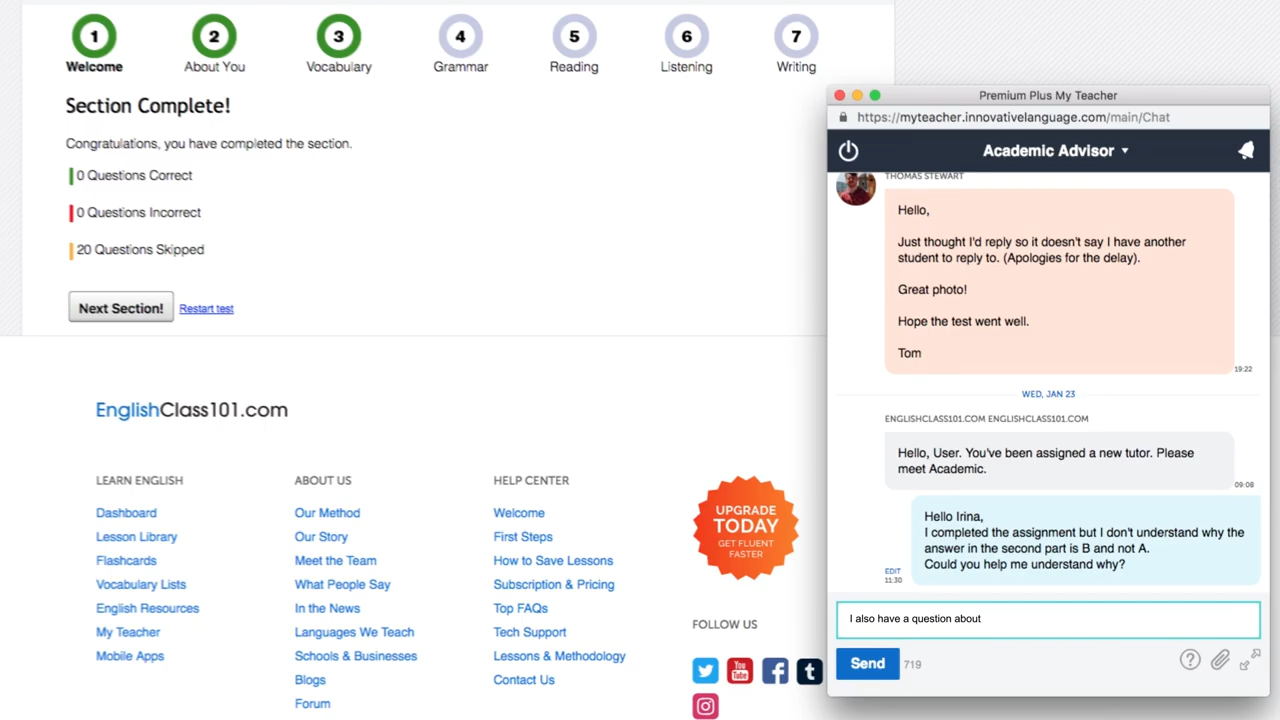 1 2 3 4 5 6 7
Welcome About You Vocabulary Grammar Reading Listening Writing
Section Complete!
Congratulations, you have completed the section.
0 Questions Correct
0 Questions Incorrect
20 Questions Skipped
Next Section! Restart test
EnglishClass101.com
LEARN ENGLISH
Dashboard
Lesson Library
Flashcards
Vocabulary Lists
English Resources
My Teacher
Mobile Apps
ABOUT US
Our Method
Our Story
Meet the Team
What People Say
In the News
Languages We Teach
Schools & Businesses
Blogs
Forum
HELP CENTER
Welcome
First Steps
How to Save Lessons
Subscription & Pricing
Top FAQs
Tech Support
Lessons & Methodology
Contact Us
UPGRADE
TODAY
GET FLUENT
FASTER
FOLLOW US
You
Tube
Premium Plus My Teacher
https://myteacher.innovativelanguage.com/main/Chat
Academic Advisor
THOMAS STEWART
Hello,
Just thought I'd reply so it doesn't say I have another
student to reply to. (Apologies for the delay).
Great photo!
Hope the test went well.
Tom
19:22
WED, JAN 23
ENGLISHCLASS101.COM ENGLISHCLASS101.COM
Hello, User. You've been assigned a new tutor. Please
meet Academic.
09:08
Hello Irina,
I completed the assignment but I don't understand why the
answer in the second part is B and not A.
Could you help me understand why?
EDIT
11:30
I also have a question about
Send 719